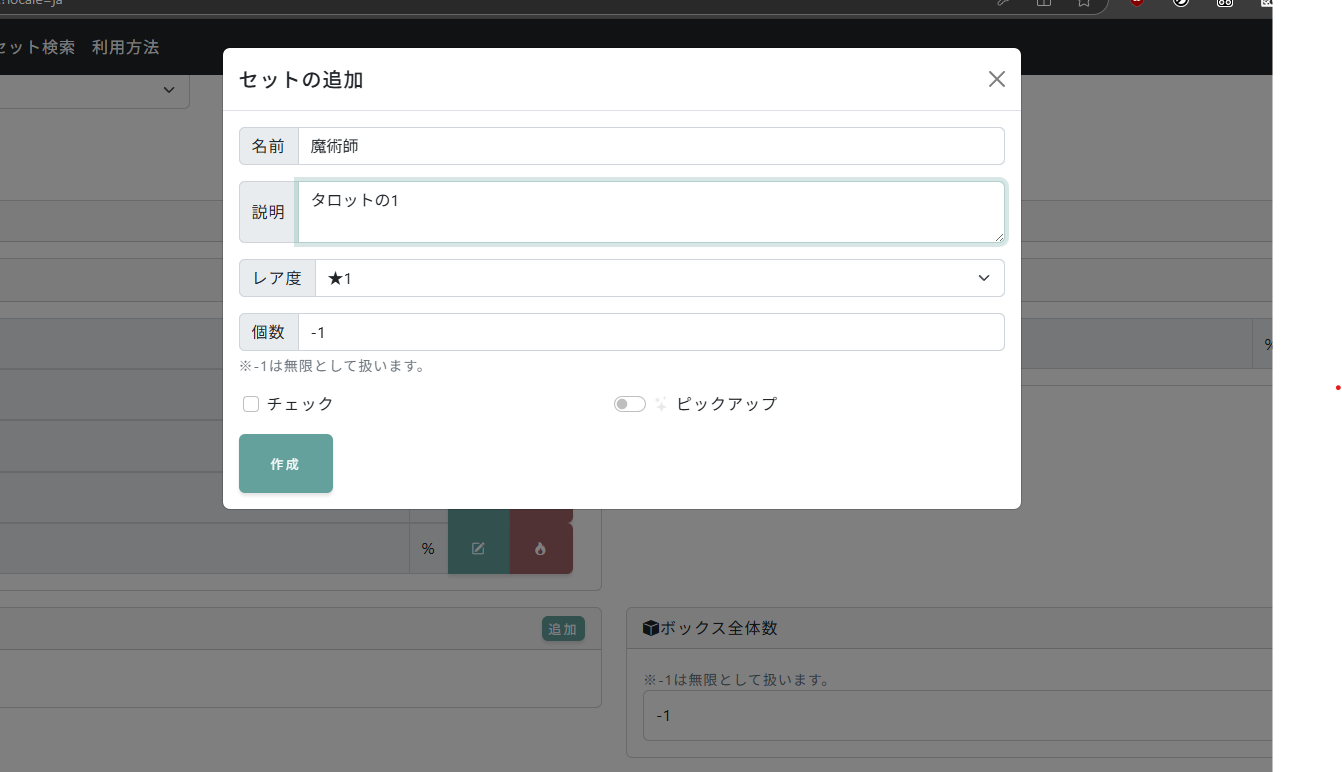 ?locale=ja
セット検索 利用方法
セットの追加
名前 魔術師
説明 タロットの1
レア度 ★1
個数 -1
※-1は無限として扱います。
チェック ピックアップ
作成
%
%
追加
ボックス全体数
※-1は無限として扱います。
-1